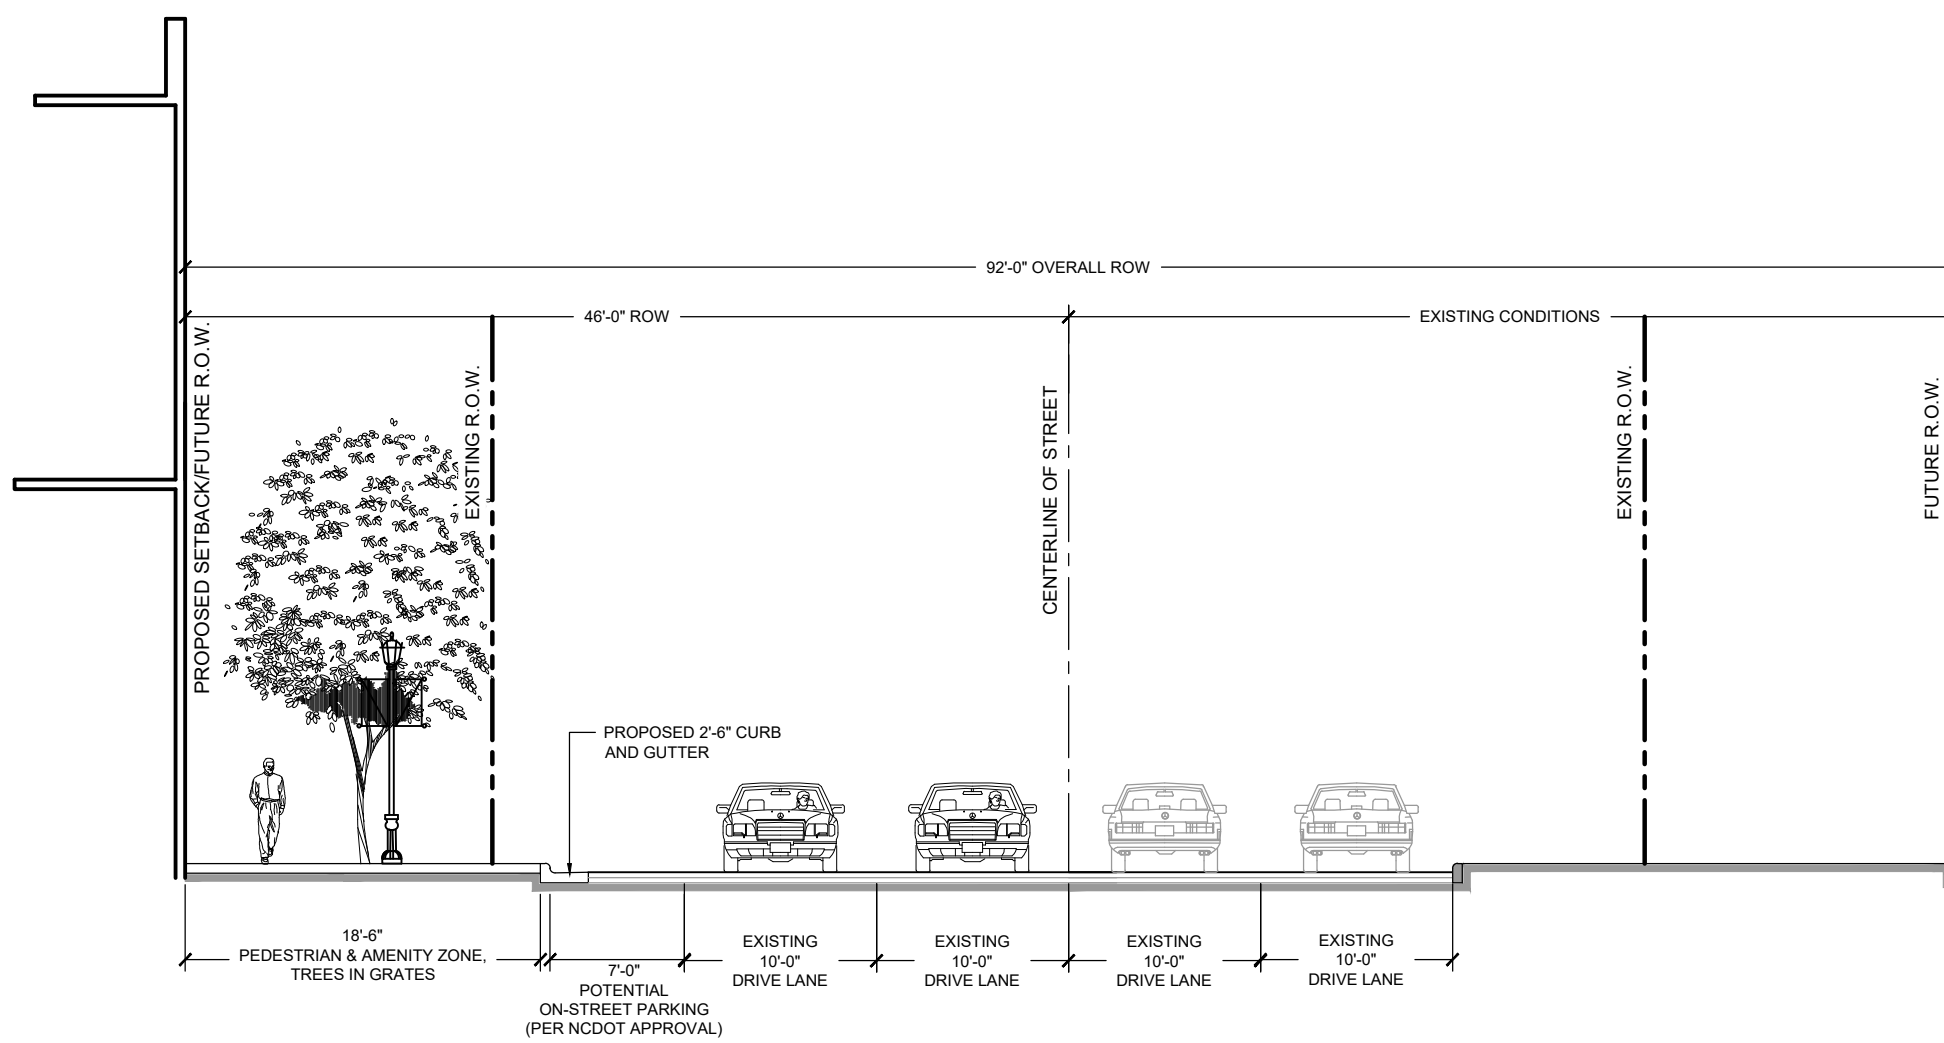 92'-0" OVERALL ROW
46'-0" ROW
EXISTING CONDITIONS
PROPOSED SETBACK/FUTURE R.O.W.
EXISTING R.O.W.
CENTERLINE OF STREET
EXISTING R.O.W.
FUTURE R.O.W.
PROPOSED 2'-6" CURB
AND GUTTER
18'-6"
PEDESTRIAN & AMENITY ZONE,
TREES IN GRATES
7'-0"
POTENTIAL
ON-STREET PARKING
(PER NCDOT APPROVAL)
EXISTING
10'-0"
DRIVE LANE
EXISTING
10'-0"
DRIVE LANE
EXISTING
10'-0"
DRIVE LANE
EXISTING
10'-0"
DRIVE LANE